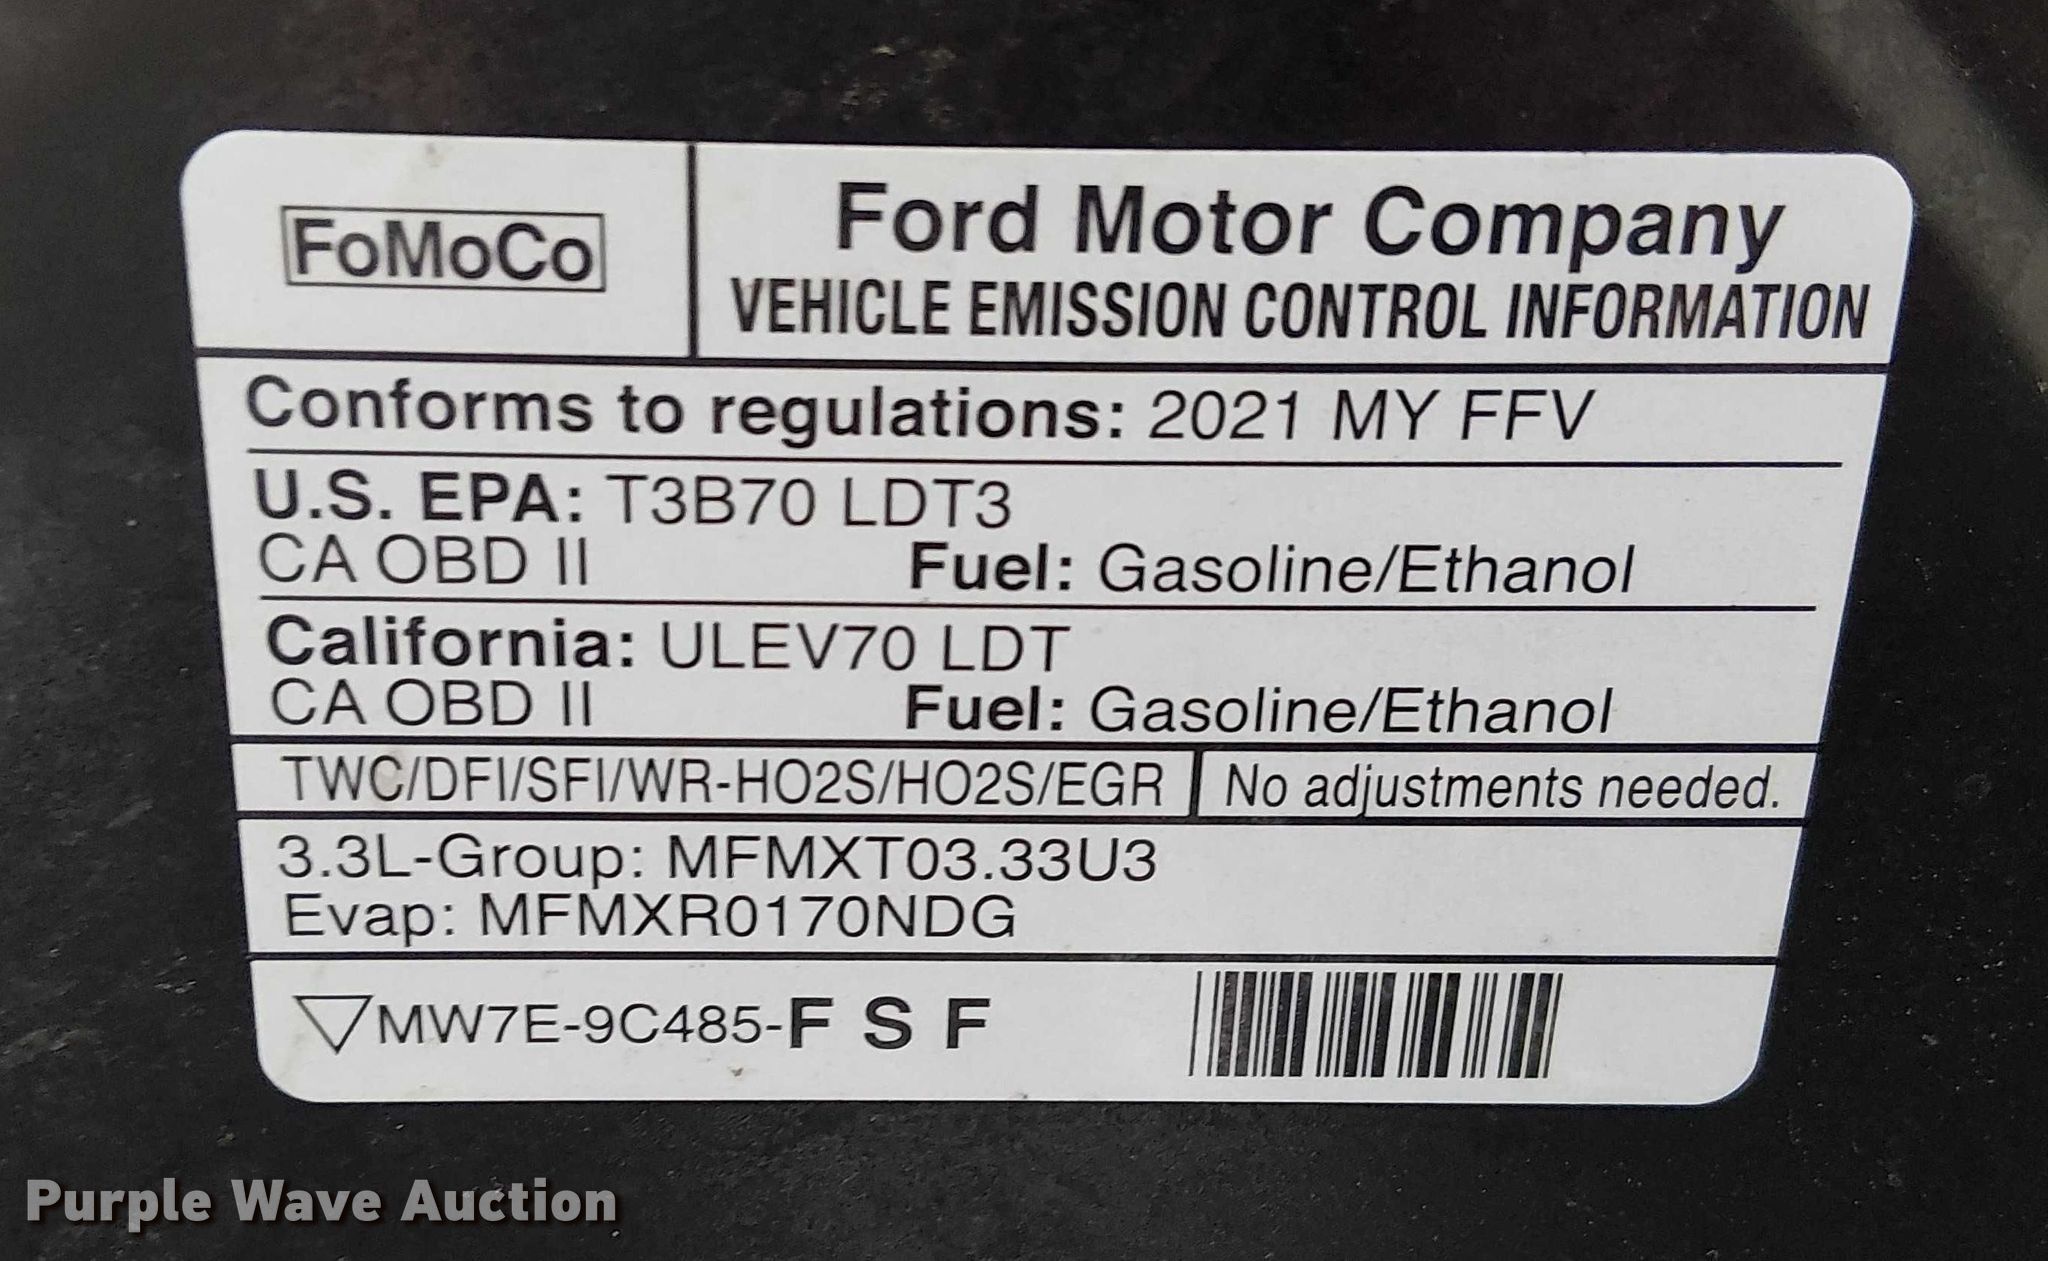 FoMoCo
Ford Motor Company
VEHICLE EMISSION CONTROL INFORMATION
Conforms to regulations: 2021 MY FFV
U.S. EPA: T3B70 LDT3
CA OBD II Fuel: Gasoline/Ethanol
California: ULEV70 LDT
CA OBD II Fuel: Gasoline/Ethanol
TWC/DFI/SFI/WR-HO2S/HO2S/EGR No adjustments needed.
3.3L-Group: MFMXT03.33U3
Evap: MFMXR0170NDG
MW7E-9C485-F S F
Purple Wave Auction